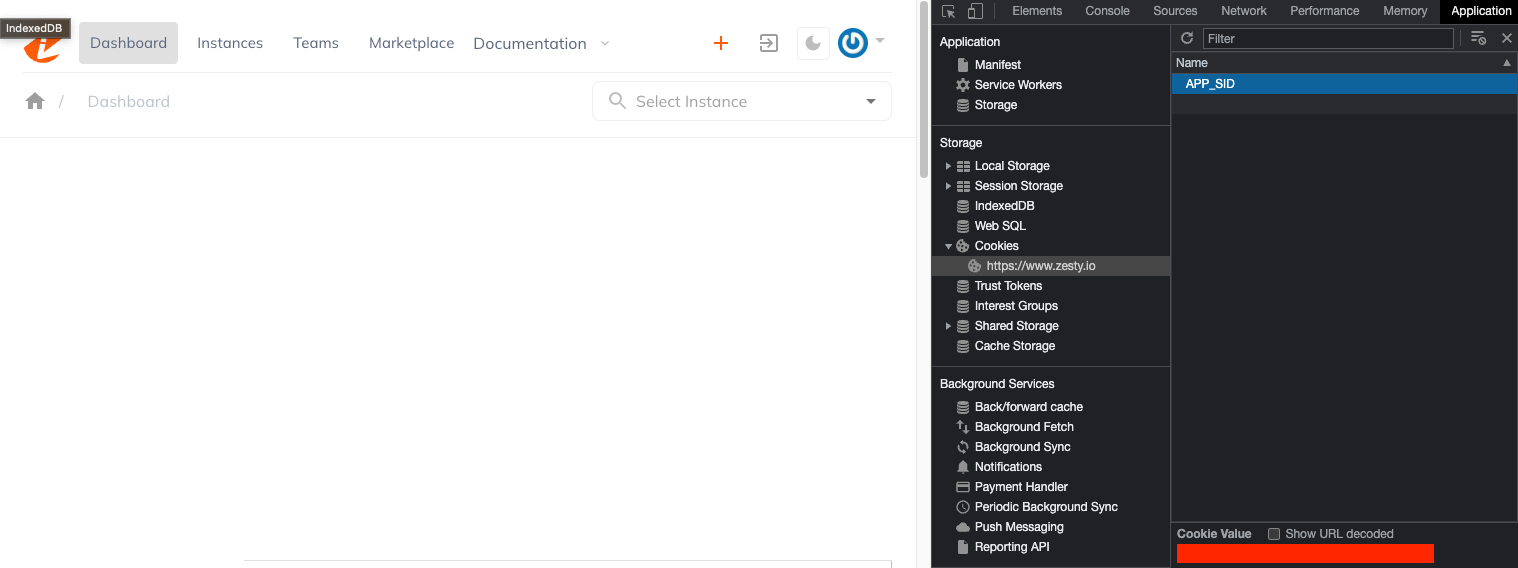 IndexedDB
Dashboard Instances Teams Marketplace Documentation
/ Dashboard
Select Instance
Elements Console Sources Network Performance Memory Application
Application
Manifest
Service Workers
Storage
Storage
Local Storage
Session Storage
IndexedDB
Web SQL
Cookies
https://www.zesty.io
Trust Tokens
Interest Groups
Shared Storage
Cache Storage
Background Services
Back/forward cache
Background Fetch
Background Sync
Notifications
Payment Handler
Periodic Background Sync
Push Messaging
Reporting API
Filter
Name
APP_SID
Cookie Value Show URL decoded